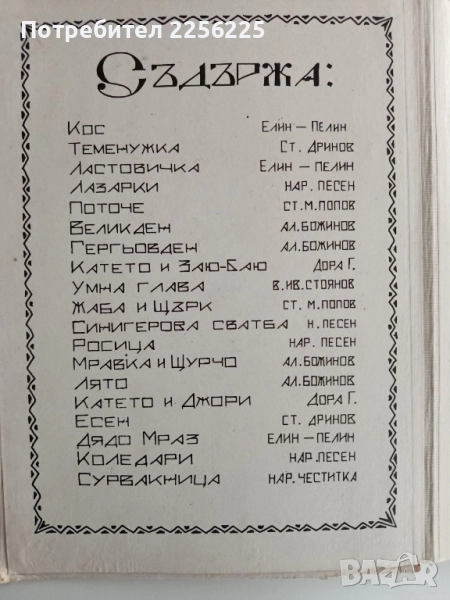 Потребител 2256225
Съдържа:
Кос Елин – Пелин
Теменужка Ст. Дринов
Ластовичка Елин – Пелин
Лазарки нар. песен
Поточе ст. м. попов
Великден ал. божинов
Гергьовден ал. божинов
Катето и Заю-Баю Дора Г.
Умна глава в. ив. стоянов
Жаба и Щърк ст. м. попов
Синигерова сватба н. песен
Росица нар. песен
Мравка и Щурчо ал. божинов
Лято ал. божинов
Катето и Джори Дора Г.
Есен ст. дринов
Дядо Мраз елин – пелин
Коледари нар. песен
Сурвакница нар. честитка
bazar